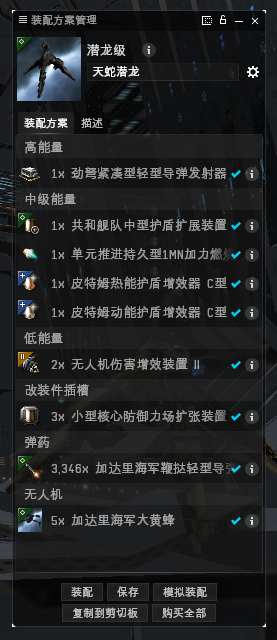 装配方案管理
潜龙级
天蛇潜龙
装配方案 描述
高能量
1x 劲弩紧凑型轻型导弹发射器
中级能量
1x 共和舰队中型护盾扩展装置
1x 单元推进持久型1MN加力燃
1x 皮特姆热能护盾增效器 C型
1x 皮特姆动能护盾增效器 C型
低能量
2x 无人机伤害增效装置 II
改装件插槽
3x 小型核心防御力场扩张装置
弹药
3,346x 加达里海军鞭挞轻型导弹
无人机
5x 加达里海军大黄蜂
装配 保存 模拟装配
复制到剪切板 购买全部